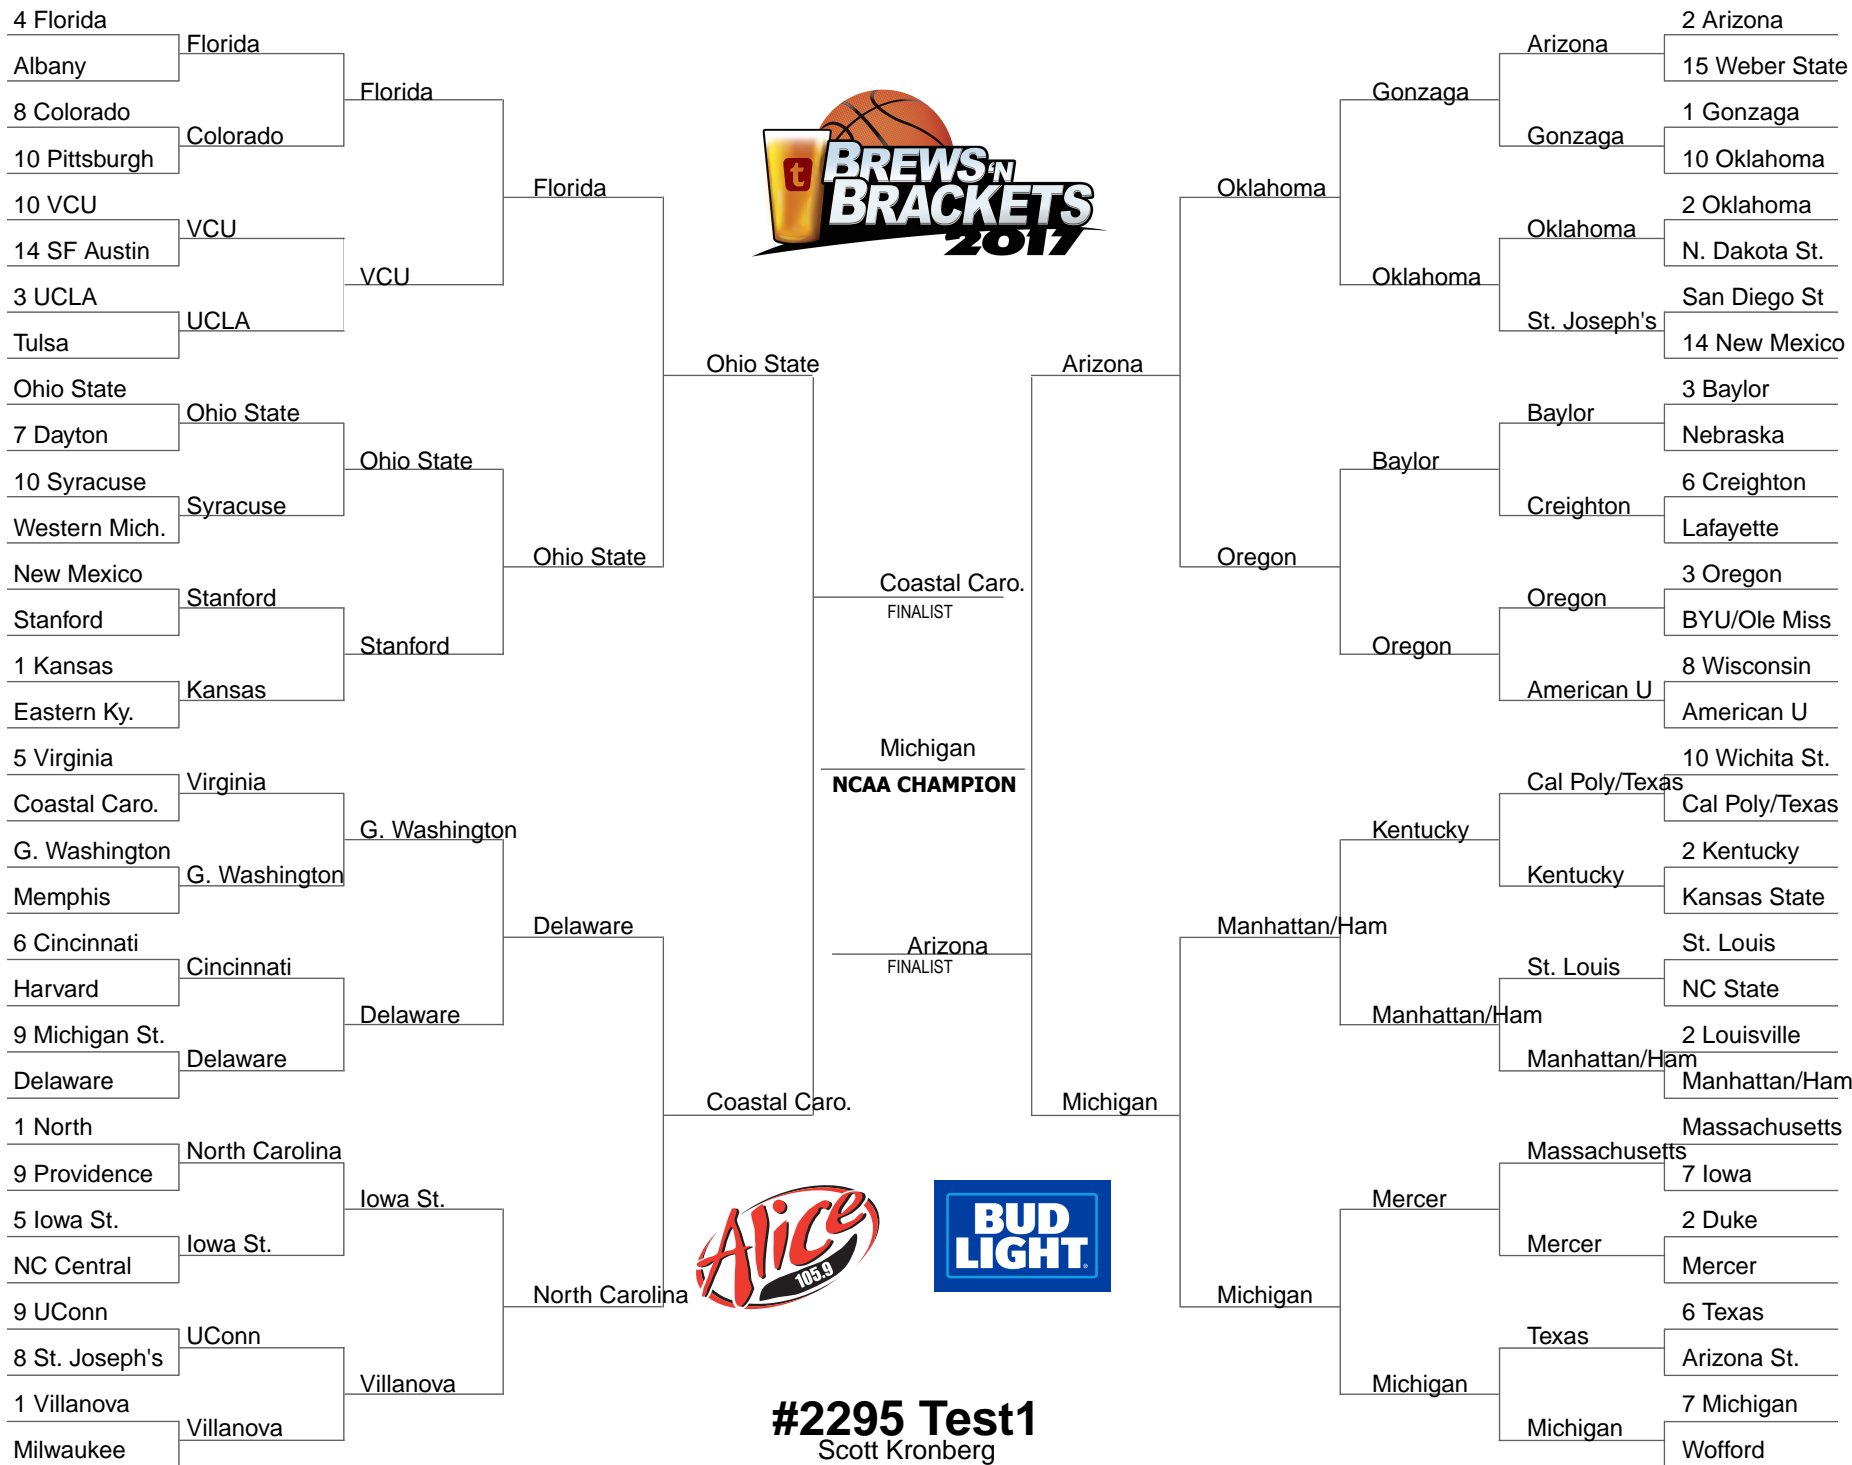 4 Florida
Albany
8 Colorado
10 Pittsburgh
10 VCU
14 SF Austin
3 UCLA
Tulsa
Ohio State
7 Dayton
10 Syracuse
Western Mich.
New Mexico
Stanford
1 Kansas
Eastern Ky.
5 Virginia
Coastal Caro.
G. Washington
Memphis
6 Cincinnati
Harvard
9 Michigan St.
Delaware
1 North
9 Providence
5 Iowa St.
NC Central
9 UConn
8 St. Joseph's
1 Villanova
Milwaukee
Florida
Colorado
VCU
UCLA
Ohio State
Syracuse
Stanford
Kansas
Virginia
G. Washington
Cincinnati
Delaware
North Carolina
Iowa St.
UConn
Villanova
Florida
VCU
Ohio State
Stanford
G. Washington
Delaware
Iowa St.
Villanova
Florida
Ohio State
Delaware
North Carolina
Ohio State
Coastal Caro.
t
BREWS 'N
BRACKETS
2017
Coastal Caro.
FINALIST
Michigan
NCAA CHAMPION
Arizona
FINALIST
Alice
105.9
BUD
LIGHT.
#2295 Test1
Scott Kronberg
Arizona
Michigan
Oklahoma
Oregon
Manhattan/Ham
Michigan
Gonzaga
Oklahoma
Baylor
Oregon
Kentucky
Manhattan/Ham
Mercer
Michigan
Arizona
Gonzaga
Oklahoma
St. Joseph's
Baylor
Creighton
Oregon
American U
Cal Poly/Texas
Kentucky
St. Louis
Manhattan/Ham
Massachusetts
Mercer
Texas
Michigan
2 Arizona
15 Weber State
1 Gonzaga
10 Oklahoma
2 Oklahoma
N. Dakota St.
San Diego St
14 New Mexico
3 Baylor
Nebraska
6 Creighton
Lafayette
3 Oregon
BYU/Ole Miss
8 Wisconsin
American U
10 Wichita St.
Cal Poly/Texas
2 Kentucky
Kansas State
St. Louis
NC State
2 Louisville
Manhattan/Ham
Massachusetts
7 Iowa
2 Duke
Mercer
6 Texas
Arizona St.
7 Michigan
Wofford